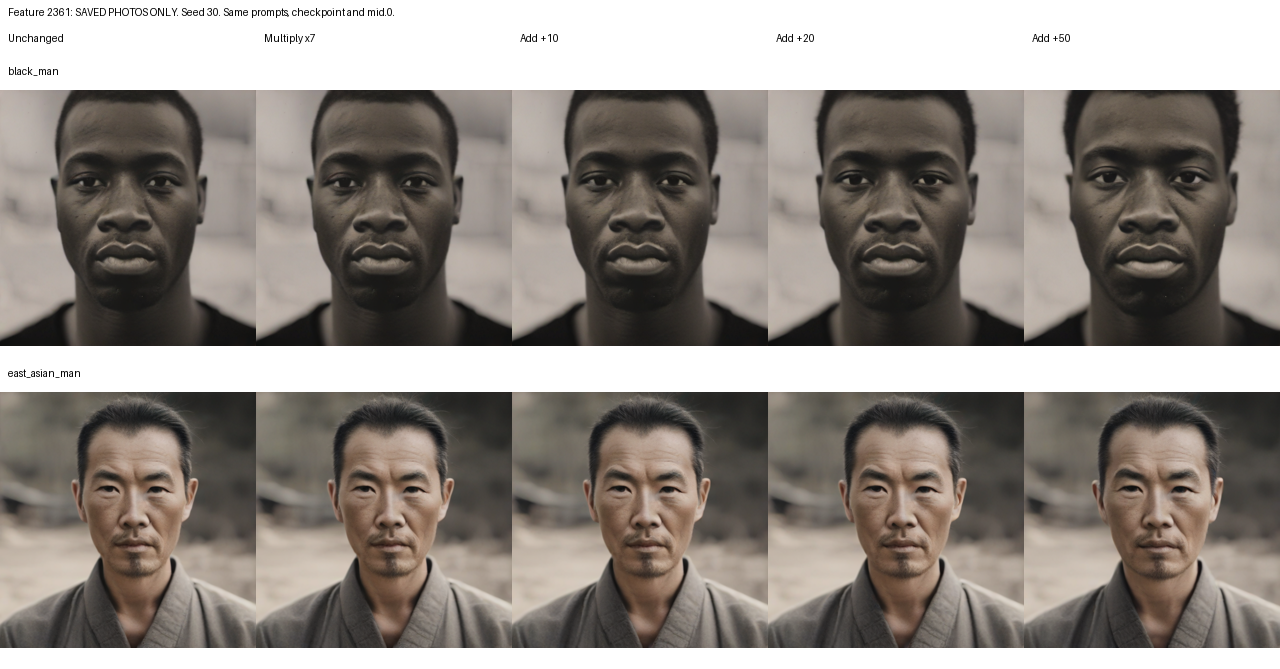 Feature 2361: SAVED PHOTOS ONLY. Seed 30. Same prompts, checkpoint and mid.0.
Unchanged Multiply x7 Add +10 Add +20 Add +50
black_man
east_asian_man